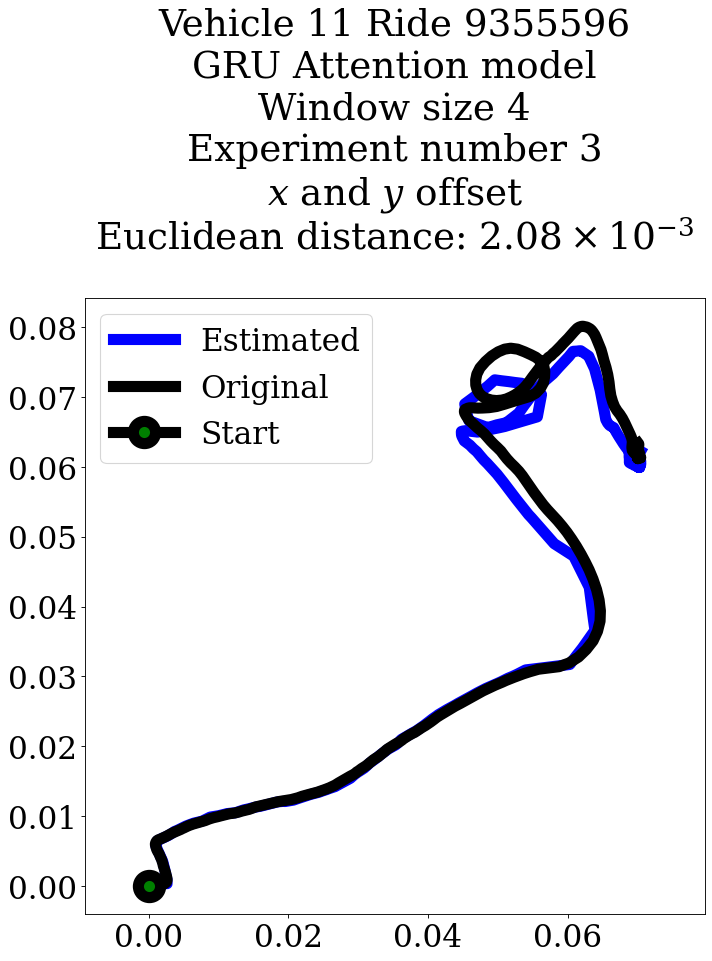 Vehicle 11 Ride 9355596
GRU Attention model
Window size 4
Experiment number 3
x and y offset
Euclidean distance: 2.08 × 10⁻³
Estimated
Original
Start
0.08
0.07
0.06
0.05
0.04
0.03
0.02
0.01
0.00
0.00 0.02 0.04 0.06